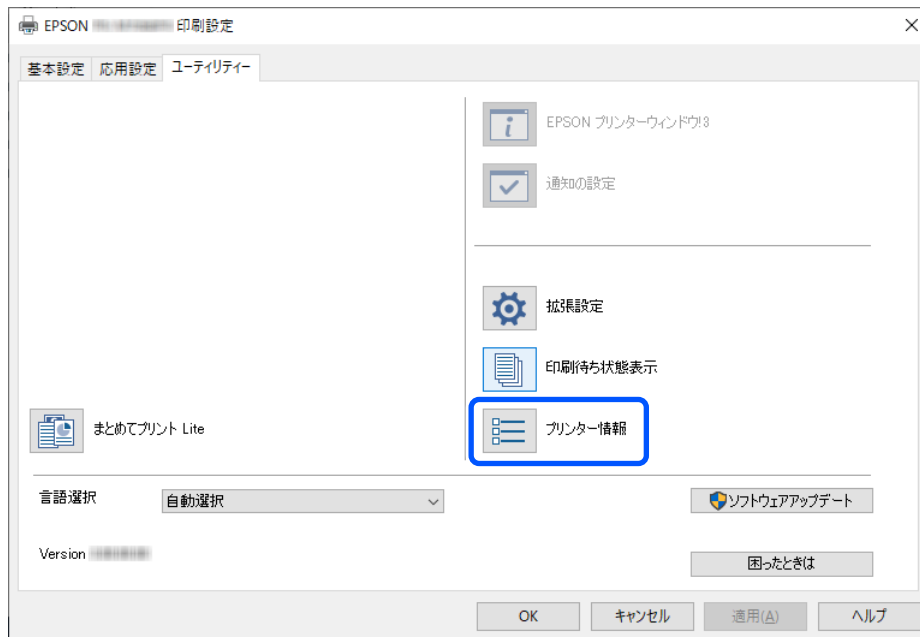 EPSON 印刷設定
基本設定 応用設定 ユーティリティー
EPSON プリンターウィンドウ!3
通知の設定
拡張設定
印刷待ち状態表示
まとめてプリント Lite
プリンター情報
言語選択 自動選択
ソフトウェアアップデート
Version
困ったときは
OK キャンセル 適用(A) ヘルプ